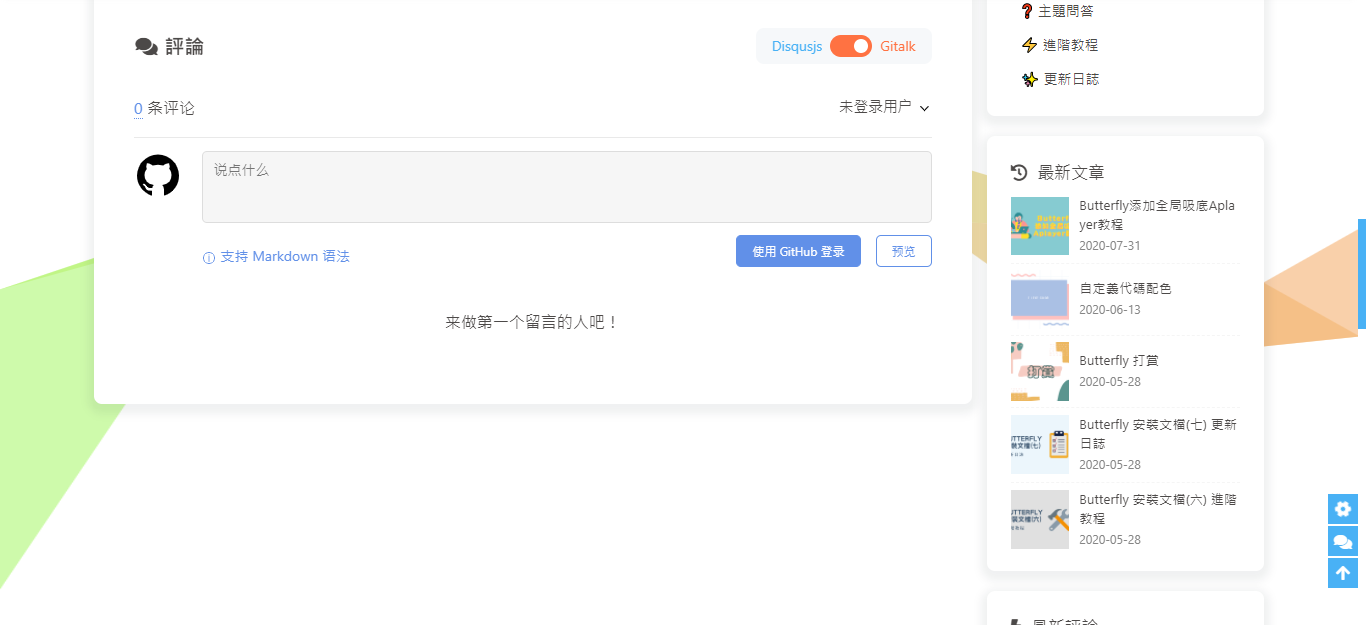 評論
Disqusjs Gitalk
0 条评论
未登录用户
说点什么
支持 Markdown 语法
使用 GitHub 登录
预览
来做第一个留言的人吧！
主題問答
進階教程
更新日誌
最新文章
Butterfly添加全局吸底Apla
yer教程
2020-07-31
自定義代碼配色
2020-06-13
打賞
Butterfly 打賞
2020-05-28
Butterfly 安裝文檔(七) 更新
日誌
2020-05-28
Butterfly 安裝文檔(六) 進階
教程
2020-05-28
最新評論